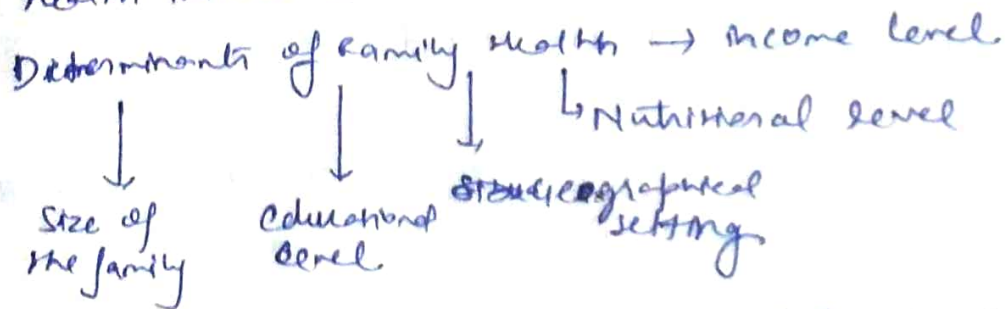 Determinants of Family Health → income level.
↳ Nutritional level
Size of the family
educational level.
Geographical setting.